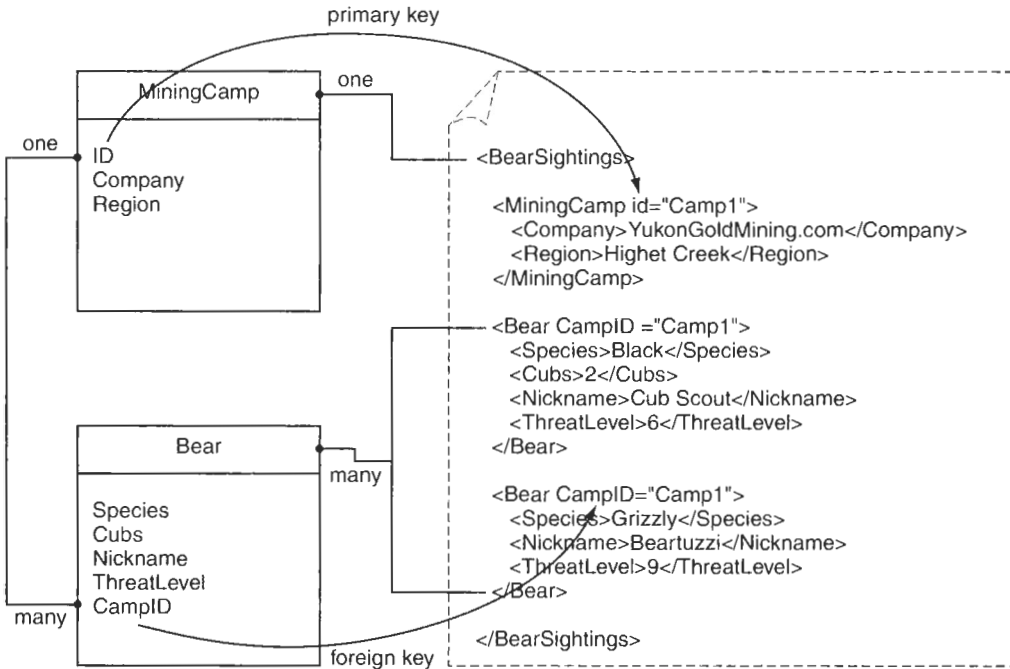 primary key
MiningCamp
one
one
ID
Company
Region
<BearSightings>
<MiningCamp id="Camp1">
<Company>YukonGoldMining.com</Company>
<Region>Highet Creek</Region>
</MiningCamp>
<Bear CampID ="Camp1">
<Species>Black</Species>
<Cubs>2</Cubs>
<Nickname>Cub Scout</Nickname>
<ThreatLevel>6</ThreatLevel>
</Bear>
Bear
many
Species
Cubs
Nickname
ThreatLevel
CampID
many
foreign key
<Bear CampID="Camp1">
<Species>Grizzly</Species>
<Nickname>Beartuzzi</Nickname>
<ThreatLevel>9</ThreatLevel>
</Bear>
</BearSightings>